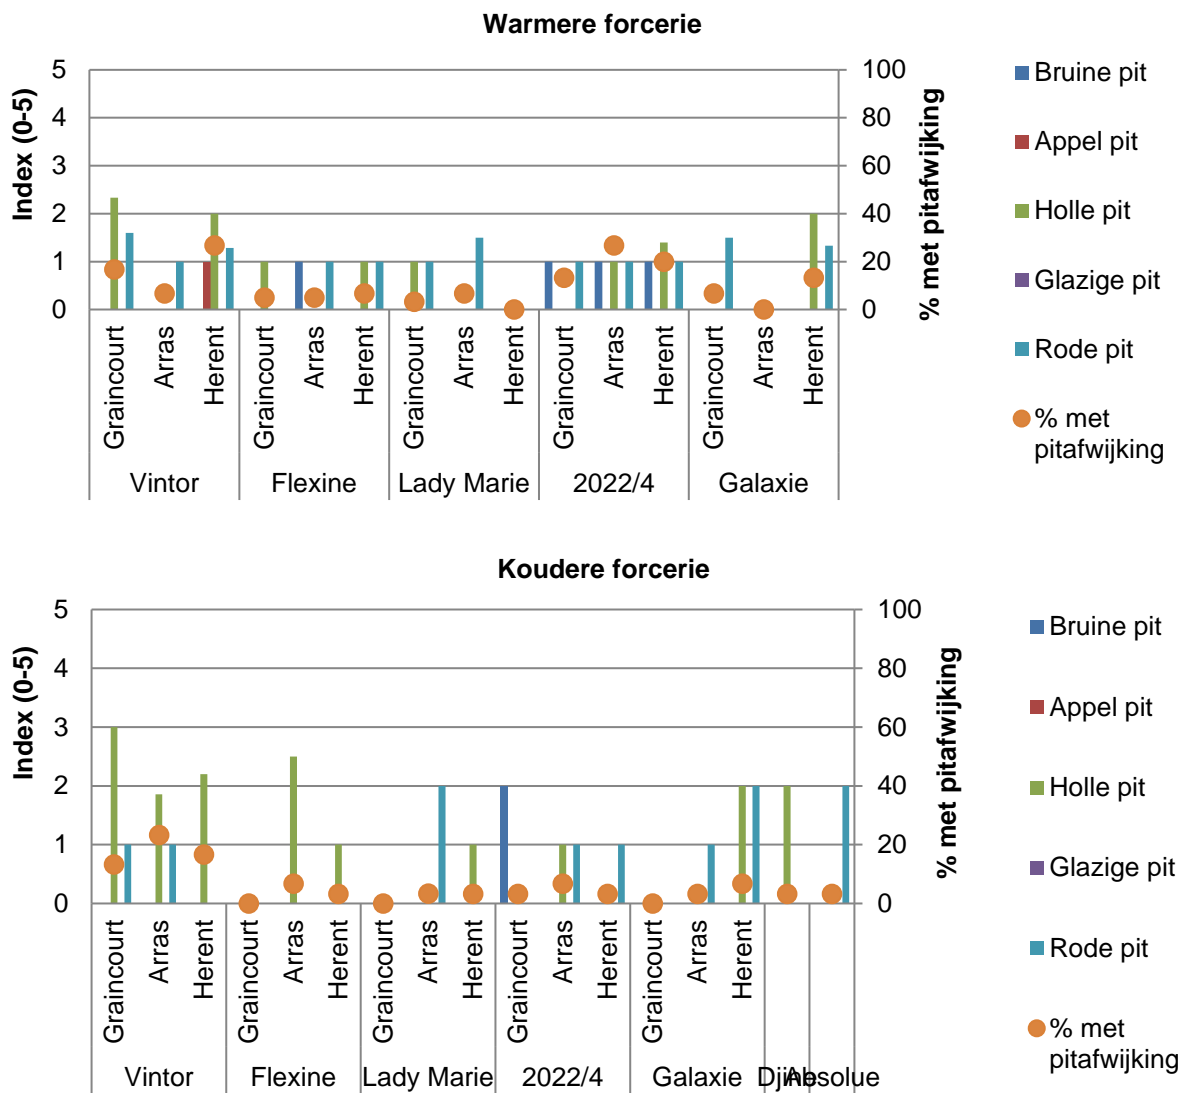 Warmere forcerie
5
4
3
2
1
0
Index (0-5)
100
80
60
40
20
0
% met pitafwijking
Graincourt
Arras
Herent
Graincourt
Arras
Herent
Graincourt
Arras
Herent
Graincourt
Arras
Herent
Graincourt
Arras
Herent
Vintor
Flexine
Lady Marie
2022/4
Galaxie
Bruine pit
Appel pit
Holle pit
Glazige pit
Rode pit
% met
pitafwijking
Koudere forcerie
5
4
3
2
1
0
Index (0-5)
100
80
60
40
20
0
% met pitafwijking
Graincourt
Arras
Herent
Graincourt
Arras
Herent
Graincourt
Arras
Herent
Graincourt
Arras
Herent
Graincourt
Arras
Herent
Vintor
Flexine
Lady Marie
2022/4
Galaxie
Absolue
Bruine pit
Appel pit
Holle pit
Glazige pit
Rode pit
% met
pitafwijking